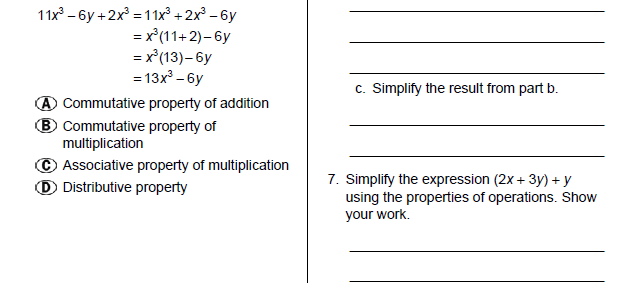 11x³ – 6y + 2x³ = 11x³ + 2x³ – 6y
= x³(11+ 2) – 6y
= x³(13) – 6y
= 13x³ – 6y
A Commutative property of addition
B Commutative property of
multiplication
C Associative property of multiplication
D Distributive property
c. Simplify the result from part b.
7. Simplify the expression (2x + 3y) + y
using the properties of operations. Show
your work.